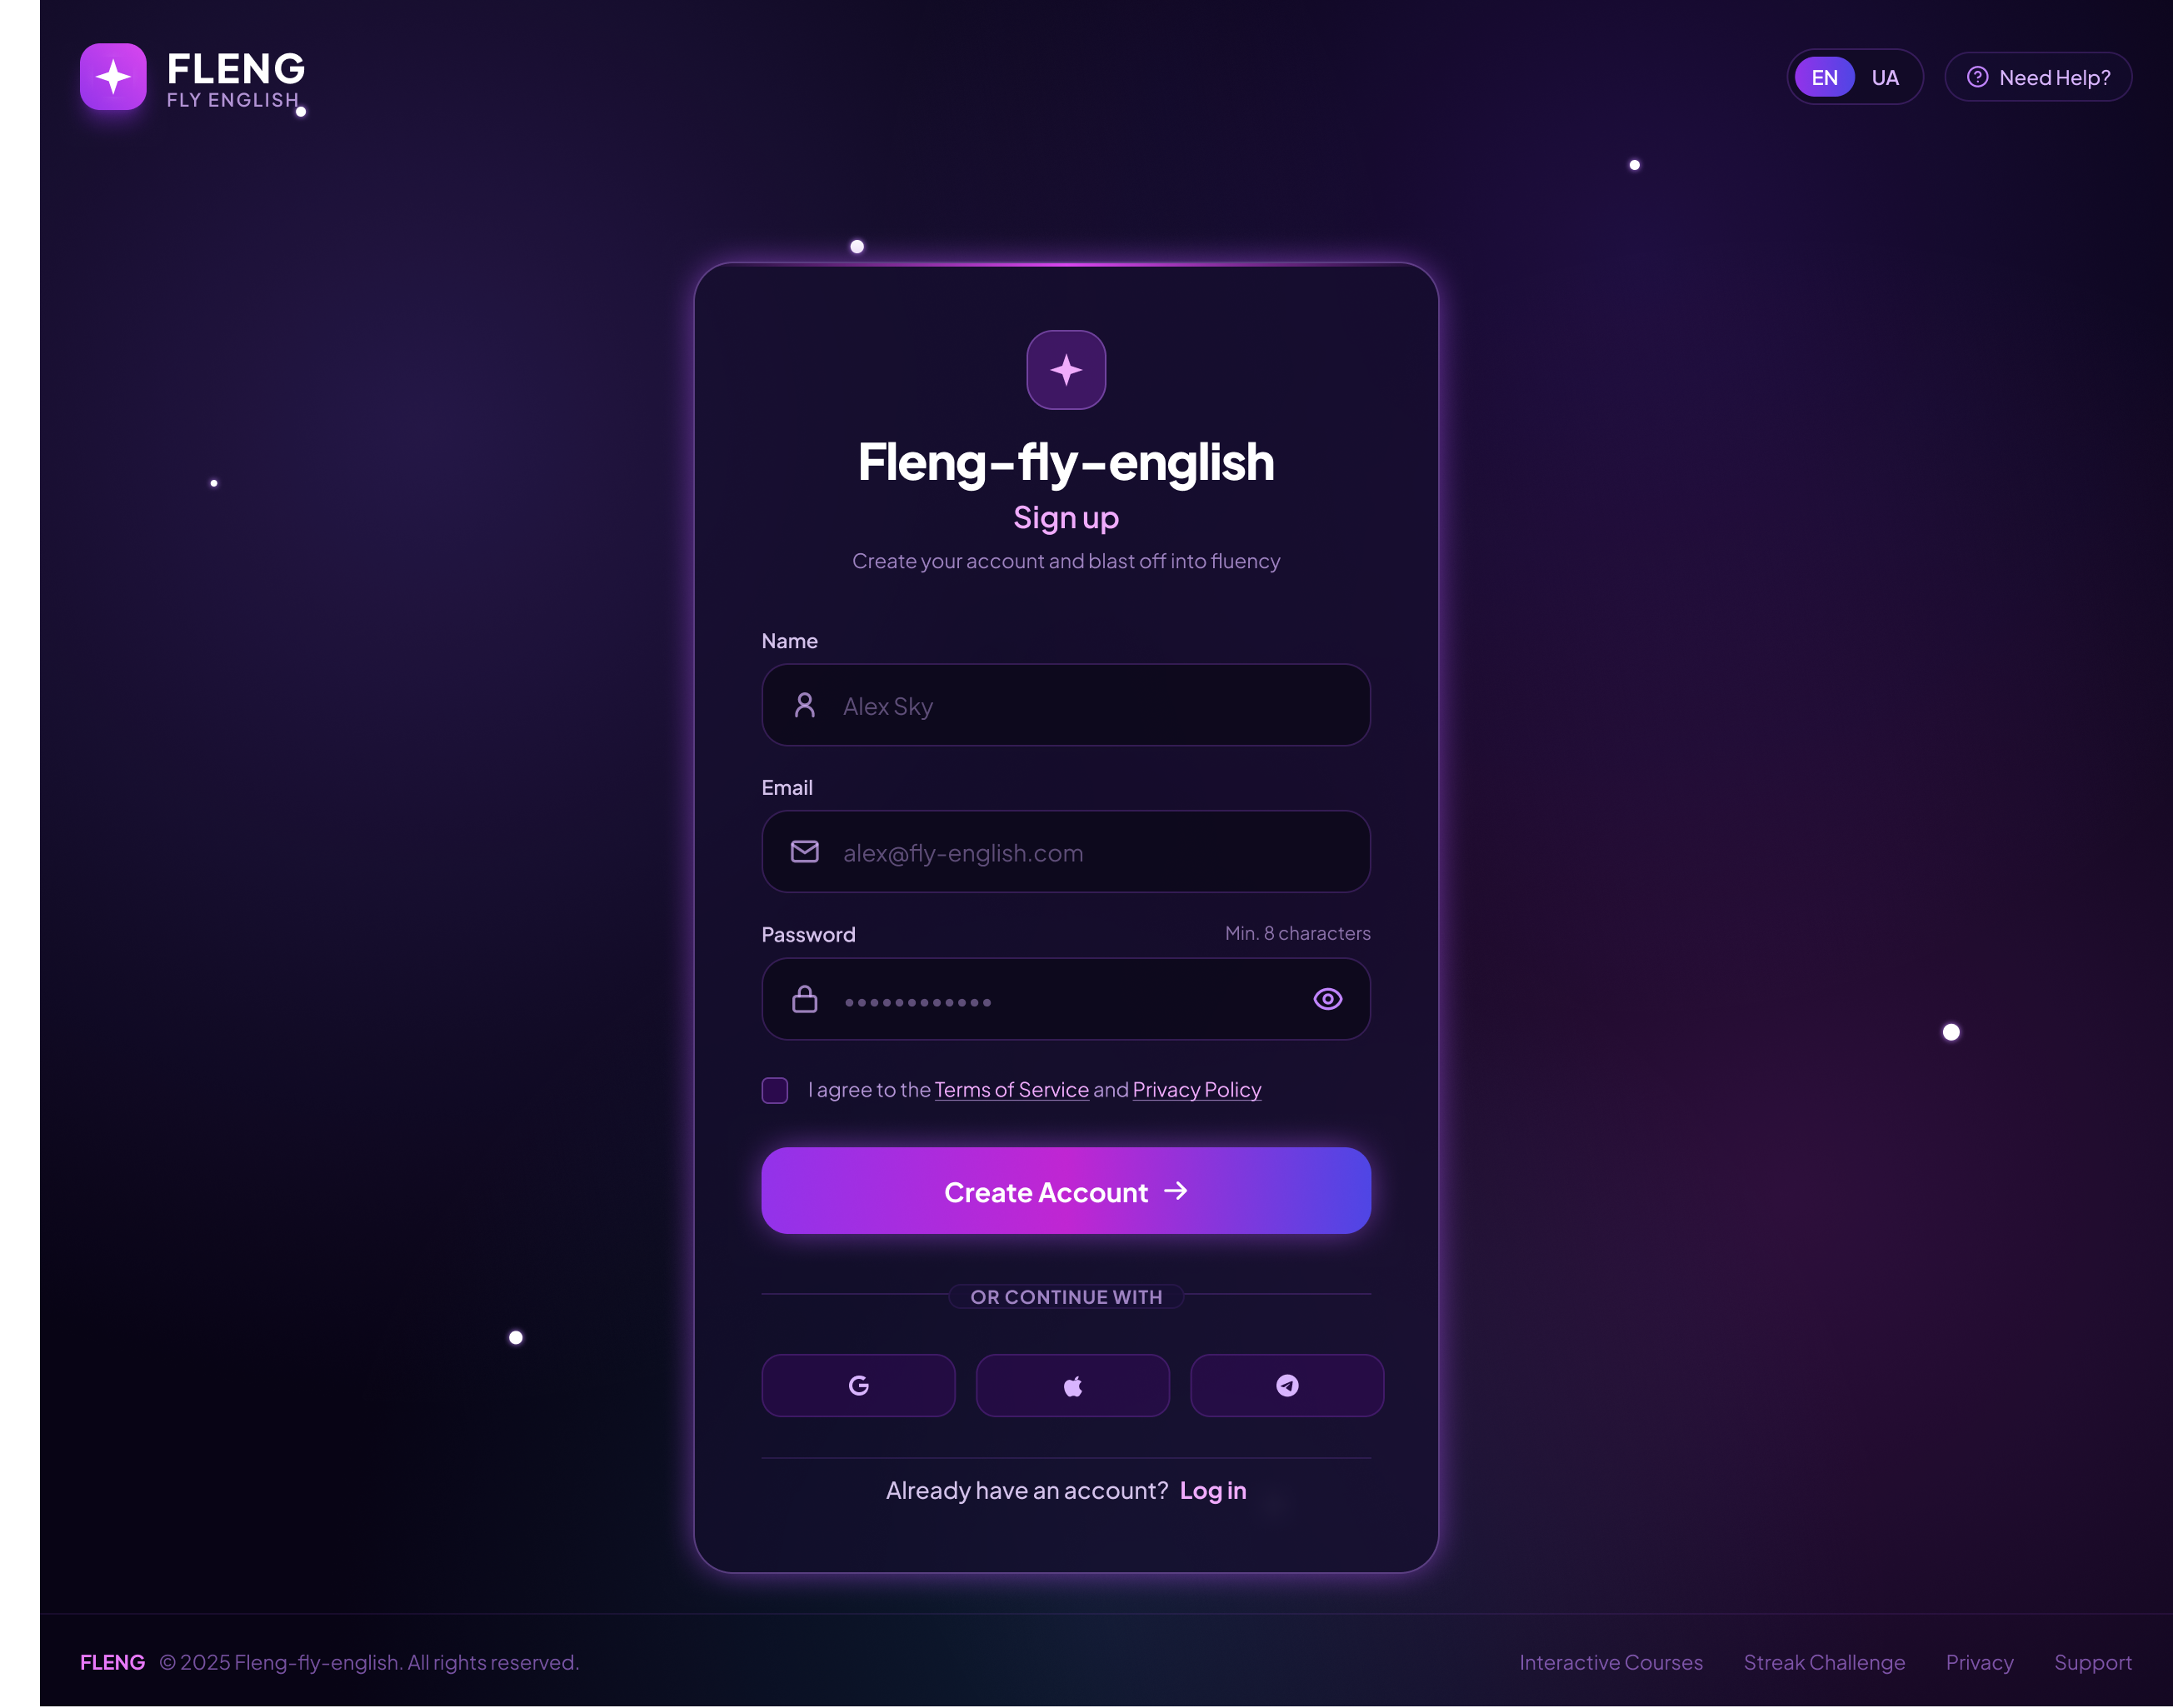 FLENG
FLY ENGLISH
EN UA
Need Help?
Fleng-fly-english
Sign up
Create your account and blast off into fluency
Name
Alex Sky
Email
alex@fly-english.com
Password
Min. 8 characters
••••••••••••
I agree to the Terms of Service and Privacy Policy
Create Account →
OR CONTINUE WITH
Already have an account? Log in
FLENG © 2025 Fleng-fly-english. All rights reserved.
Interactive Courses Streak Challenge Privacy Support